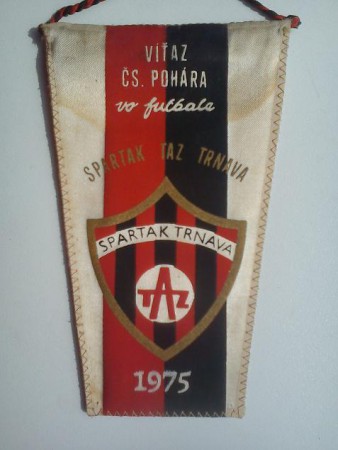 VÍŤAZ
ČS. POHÁRA
vo futbale
SPARTAK TAZ TRNAVA
SPARTAK TRNAVA
TAZ
1975